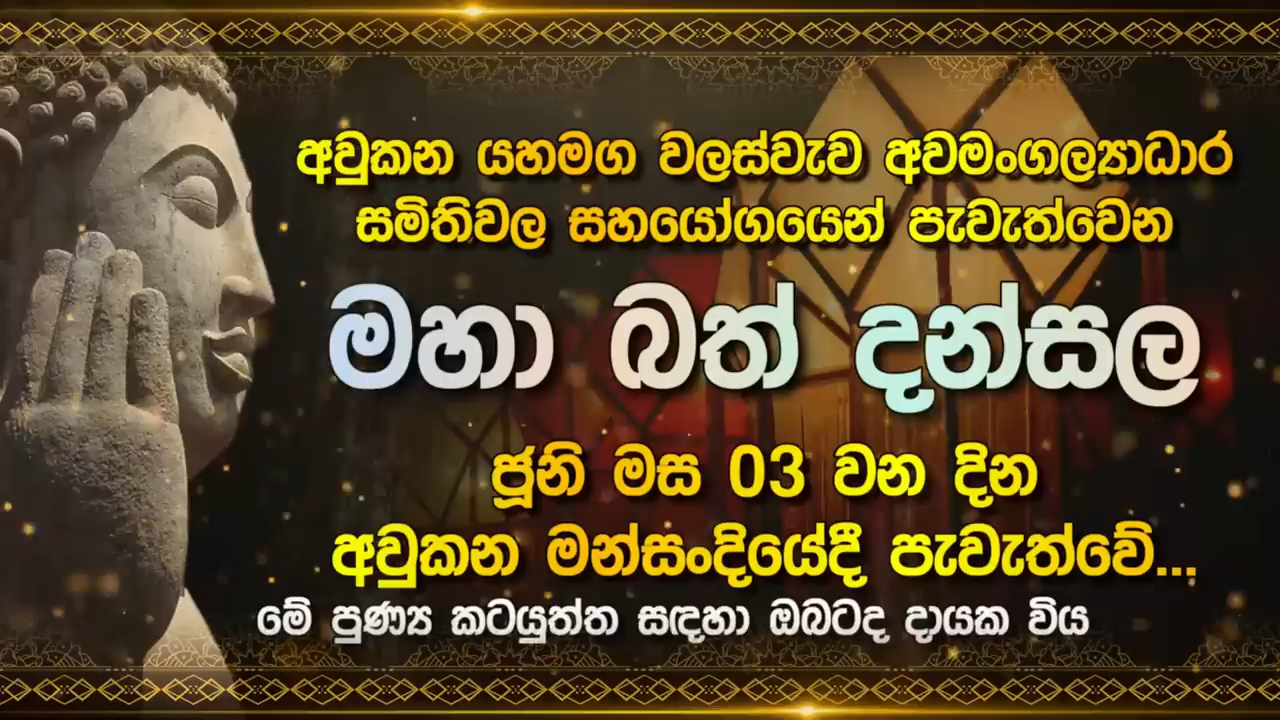 අවුකන යහමග වලස්වැව අවමංගල්‍යාධාර
සමිතිවල සහයෝගයෙන් පැවැත්වෙන
මහා බත් දන්සල
ජූනි මස 03 වන දින
අවුකන මන්සංදියේදී පැවැත්වේ...
මේ පුණ්‍ය කටයුත්ත සඳහා ඔබටද දායක විය